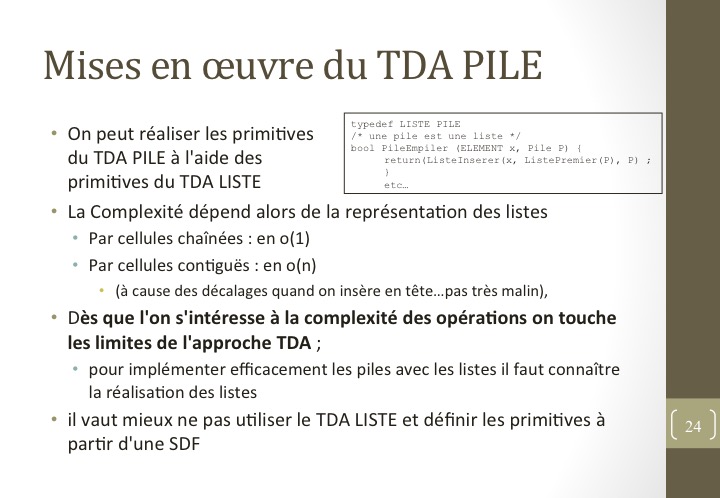 Mises en œuvre du TDA PILE
• On peut réaliser les primitives
du TDA PILE à l'aide des
primitives du TDA LISTE
typedef LISTE PILE
/* une pile est une liste */
bool PileEmpiler (ELEMENT x, Pile P) {
return(ListeInserer(x, ListePremier(P), P) ;
}
etc…
• La Complexité dépend alors de la représentation des listes
• Par cellules chaînées : en o(1)
• Par cellules contiguës : en o(n)
• (à cause des décalages quand on insère en tête…pas très malin),
• Dès que l'on s'intéresse à la complexité des opérations on touche
les limites de l'approche TDA ;
• pour implémenter efficacement les piles avec les listes il faut connaître
la réalisation des listes
• il vaut mieux ne pas utiliser le TDA LISTE et définir les primitives à
partir d'une SDF
24